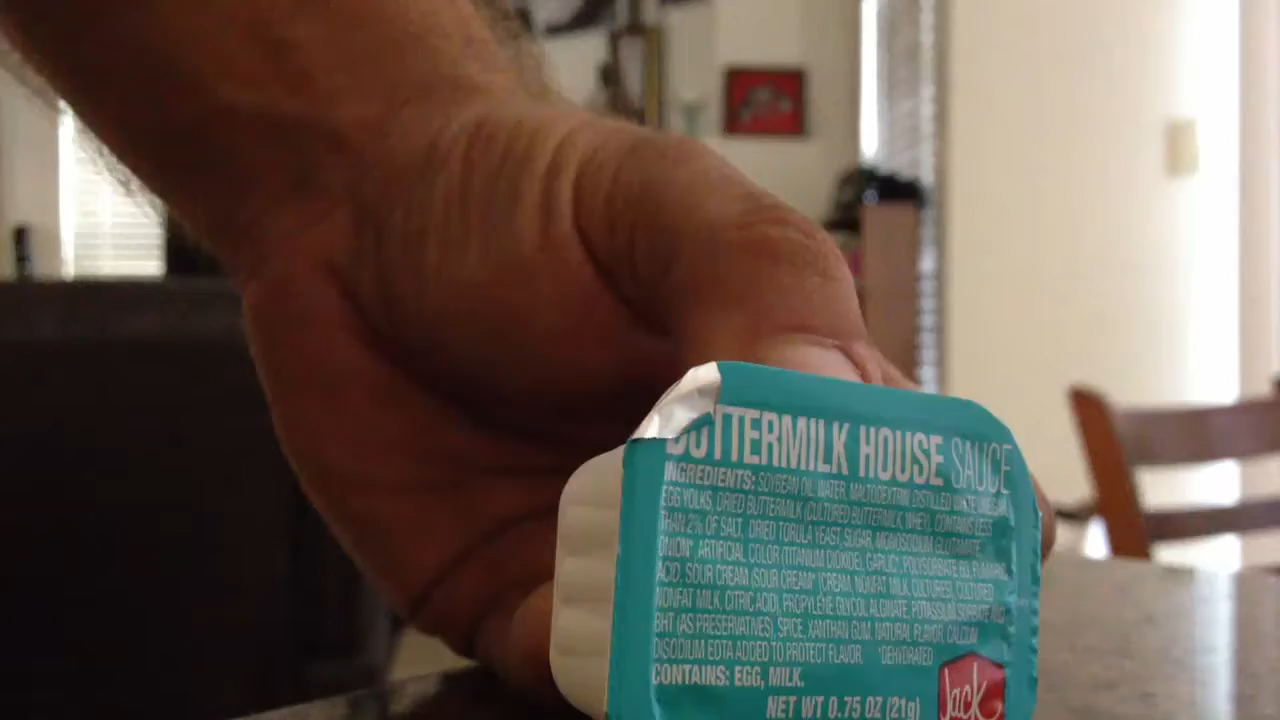 BUTTERMILK HOUSE SAUCE
INGREDIENTS: SOYBEAN OIL, WATER, MALTODEXTRIN, DISTILLED WHITE VINEGAR,
EGG YOLKS, DRIED BUTTERMILK (CULTURED BUTTERMILK, WHEY), CONTAINS LESS
THAN 2% OF SALT, DRIED TORULA YEAST, SUGAR, MONOSODIUM GLUTAMATE,
ONION*, ARTIFICIAL COLOR (TITANIUM DIOXIDE), GARLIC*, POLYSORBATE 60, FUMARIC
ACID, SOUR CREAM (SOUR CREAM* (CREAM, NONFAT MILK, CULTURES), CULTURED
NONFAT MILK, CITRIC ACID), PROPYLENE GLYCOL ALGINATE, POTASSIUM SORBATE AND
BHT (AS PRESERVATIVES), SPICE, XANTHAN GUM, NATURAL FLAVOR, CALCIUM
DISODIUM EDTA ADDED TO PROTECT FLAVOR. *DEHYDRATED
CONTAINS: EGG, MILK.
NET WT 0.75 OZ (21g)
Jack